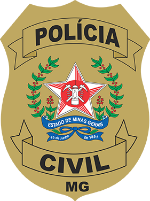 POLÍCIA
ESTADO DE MINAS GERAIS
CIVIL
MG